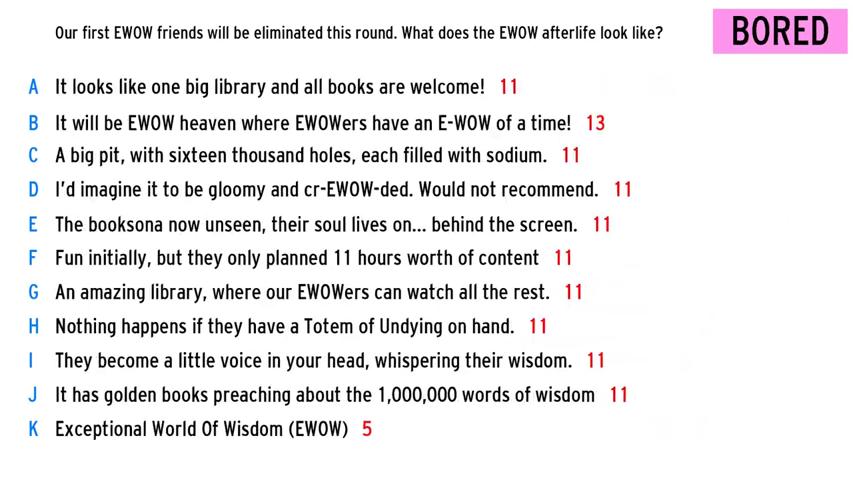 Our first EWOW friends will be eliminated this round. What does the EWOW afterlife look like?
BORED
A It looks like one big library and all books are welcome! 11
B It will be EWOW heaven where EWOWers have an E-WOW of a time! 13
C A big pit, with sixteen thousand holes, each filled with sodium. 11
D I'd imagine it to be gloomy and cr-EWOW-ded. Would not recommend. 11
E The booksona now unseen, their soul lives on... behind the screen. 11
F Fun initially, but they only planned 11 hours worth of content 11
G An amazing library, where our EWOWers can watch all the rest. 11
H Nothing happens if they have a Totem of Undying on hand. 11
I They become a little voice in your head, whispering their wisdom. 11
J It has golden books preaching about the 1,000,000 words of wisdom 11
K Exceptional World Of Wisdom (EWOW) 5